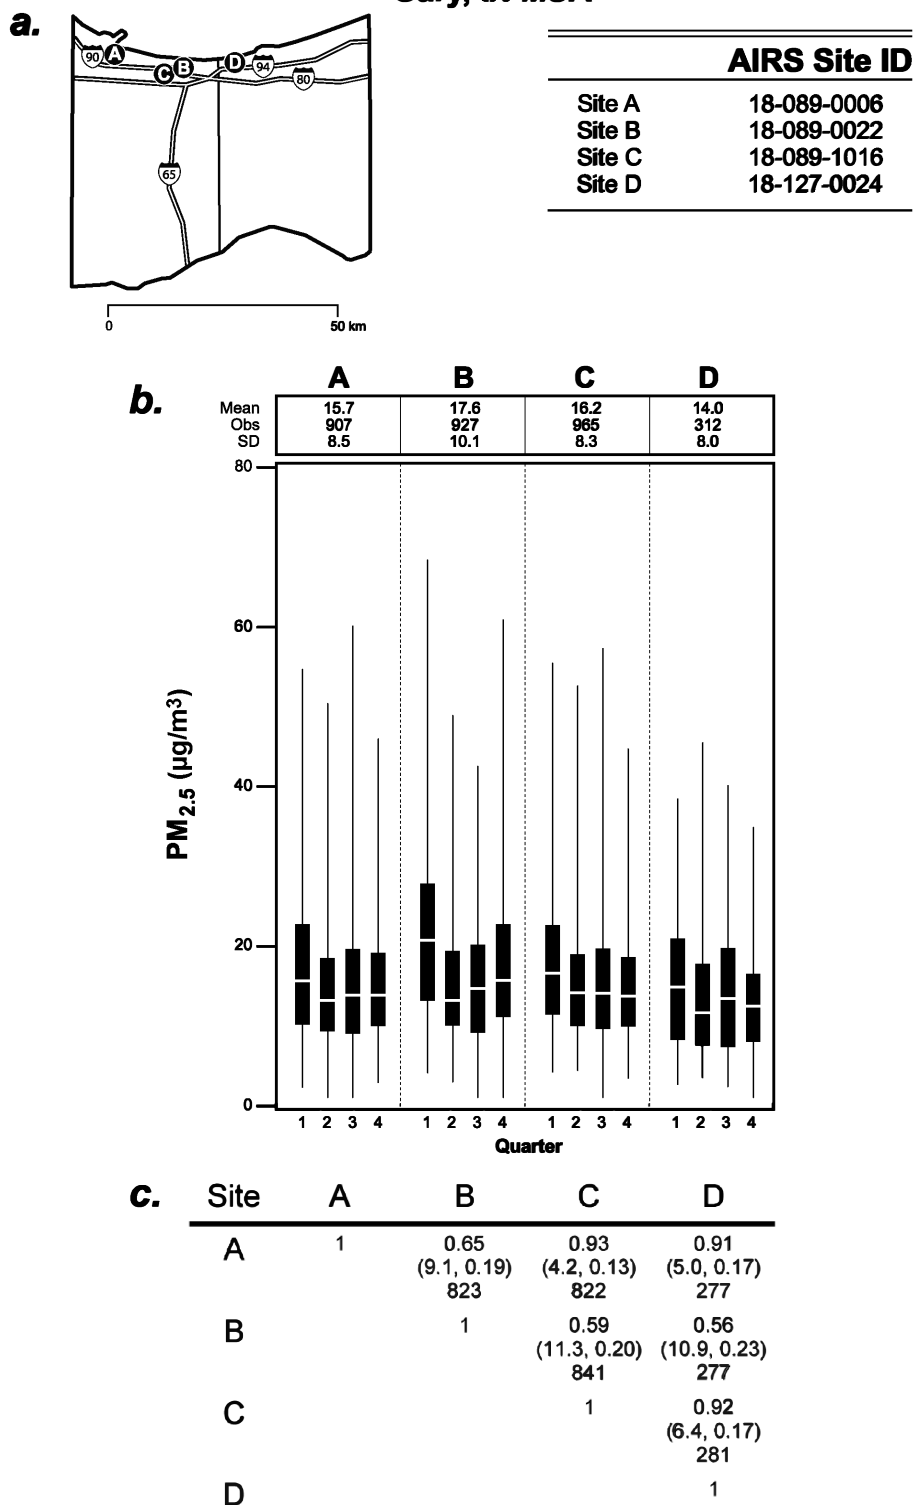 a.
90
A
C
B
D
94
80
65
0 50 km
AIRS Site ID
Site A 18-089-0006
Site B 18-089-0022
Site C 18-089-1016
Site D 18-127-0024
b.
A B C D
Mean 15.7 17.6 16.2 14.0
Obs 907 927 965 312
SD 8.5 10.1 8.3 8.0
80
60
40
20
0
PM2.5 (µg/m³)
1 2 3 4 1 2 3 4 1 2 3 4 1 2 3 4
Quarter
c. Site A B C D
A 1 0.65 0.93 0.91
(9.1, 0.19) (4.2, 0.13) (5.0, 0.17)
823 822 277
B 1 0.59 0.56
(11.3, 0.20) (10.9, 0.23)
841 277
C 1 0.92
(6.4, 0.17)
281
D 1